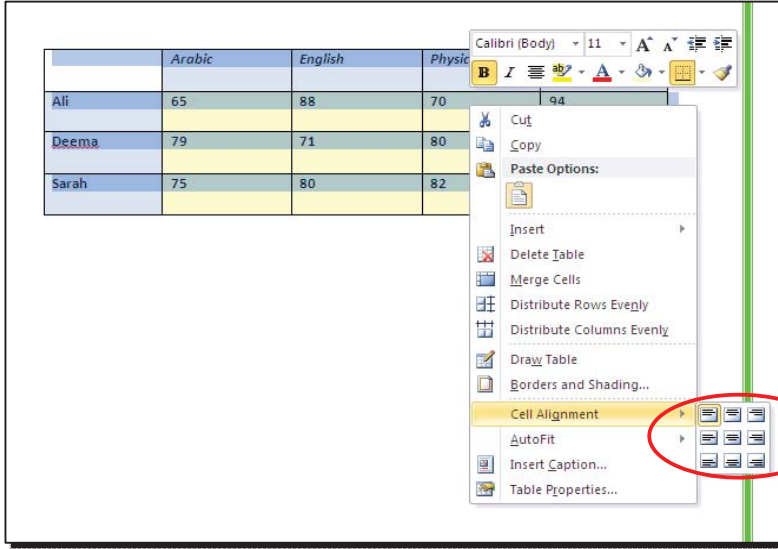 Calibri (Body) 11 A A
B I ab A
Arabic English Physic
Ali 65 88 70 94
Deema 79 71 80
Sarah 75 80 82
Cut
Copy
Paste Options:
Insert
Delete Table
Merge Cells
Distribute Rows Evenly
Distribute Columns Evenly
Draw Table
Borders and Shading...
Cell Alignment
AutoFit
Insert Caption...
Table Properties...